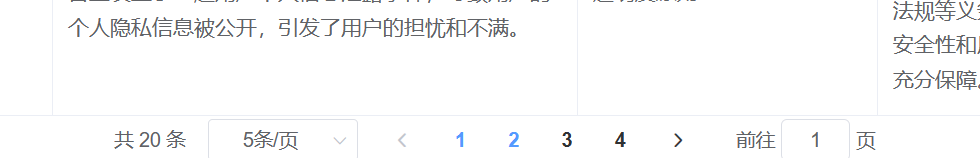 个人隐私信息被公开，引发了用户的担忧和不满。
法规等义
安全性和
充分保障
共 20 条 5条/页 1 2 3 4 前往 1 页